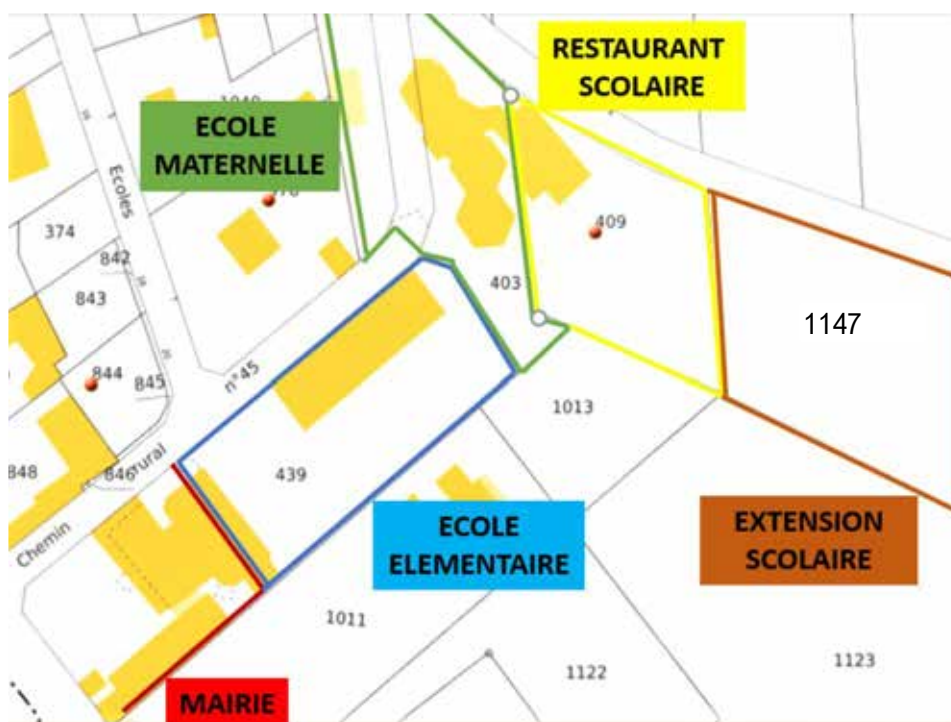 RESTAURANT
SCOLAIRE
ECOLE
MATERNELLE
Ecoles
374
842
843
844
845
846
848
409
403
1147
n°45
1013
439
rural
Chemin
ECOLE
ELEMENTAIRE
EXTENSION
SCOLAIRE
1011
1122
1123
MAIRIE